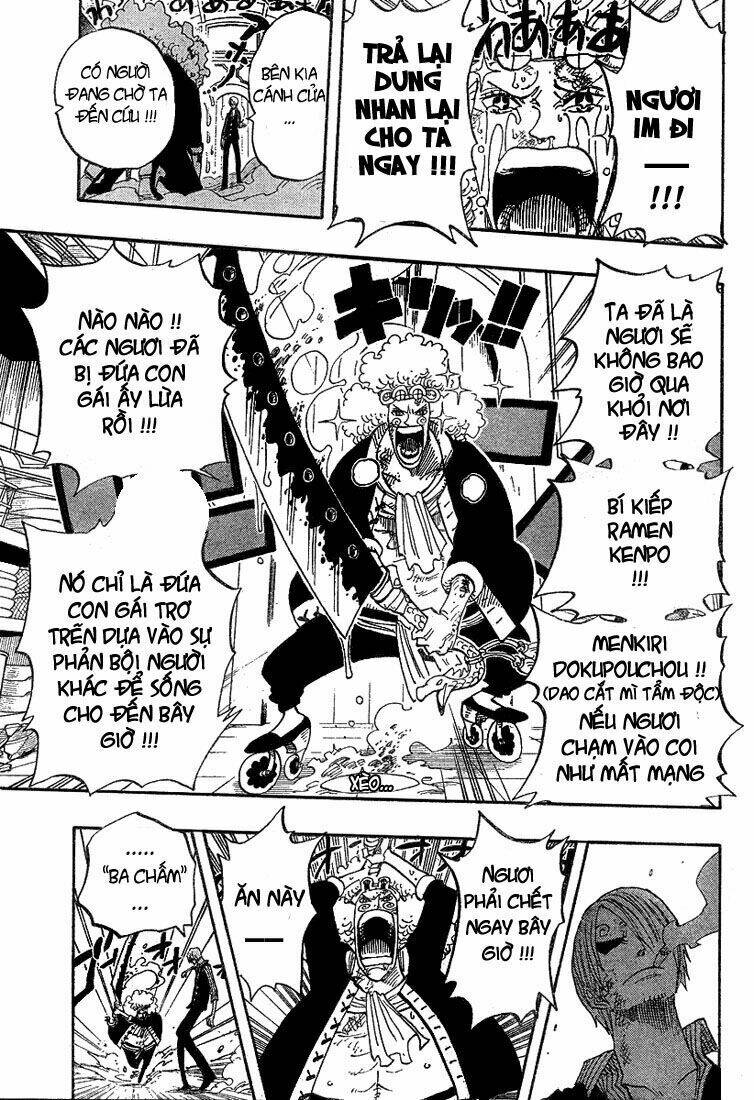 NGƯƠI
IM ĐI
—
!!!
TRẢ LẠI
DUNG
NHAN LẠI
CHO TA
NGAY !!!
BÊN KIA
CÁNH CỬA
...
CÓ NGƯỜI
ĐANG CHỜ TA
ĐẾN CỨU !!!
TA ĐÃ LÀ
NGƯƠI SẼ
KHÔNG BAO
GIỜ QUA
KHỎI NƠI
ĐÂY !!
キリッ!!
BÍ KIẾP
RAMEN
KENPO
!!!
MENKIRI
DOKUPOUCHOU !!
(DAO CẮT MÌ TẨM ĐỘC)
NẾU NGƯƠI
CHẠM VÀO COI
NHƯ MẤT MẠNG
NÀO NÀO !!
CÁC NGƯƠI ĐÃ
BỊ ĐỨA CON
GÁI ẤY LỪA
RỒI !!!
NÓ CHỈ LÀ ĐỨA
CON GÁI TRƠ
TRẼN DỰA VÀO SỰ
PHẢN BỘI NGƯỜI
KHÁC ĐỂ SỐNG
CHO ĐẾN BÂY
GIỜ !!!
XÈO...
NGƯƠI
PHẢI CHẾT
NGAY BÂY
GIỜ !!!
ĂN NÀY
—
.....
"BA CHẤM"
...